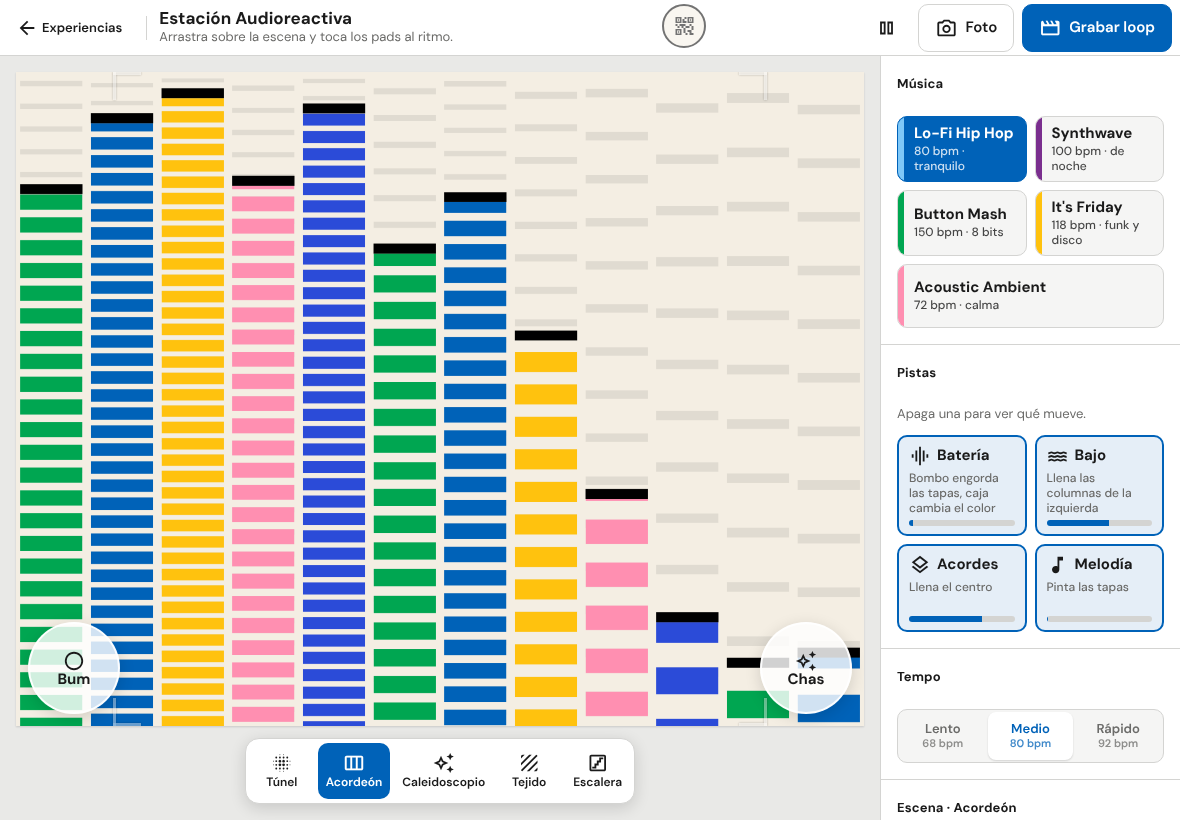 Experiencias
Estación Audioreactiva
Arrastra sobre la escena y toca los pads al ritmo.
Foto
Grabar loop
Música
Lo-Fi Hip Hop
80 bpm ·
tranquilo
Synthwave
100 bpm · de
noche
Button Mash
150 bpm · 8 bits
It's Friday
118 bpm · funk y
disco
Acoustic Ambient
72 bpm · calma
Pistas
Apaga una para ver qué mueve.
Batería
Bombo engorda
las tapas, caja
cambia el color
Bajo
Llena las
columnas de la
izquierda
Acordes
Llena el centro
Melodía
Pinta las tapas
Bum
Chas
Tempo
Lento
68 bpm
Medio
80 bpm
Rápido
92 bpm
Túnel
Acordeón
Caleidoscopio
Tejido
Escalera
Escena · Acordeón